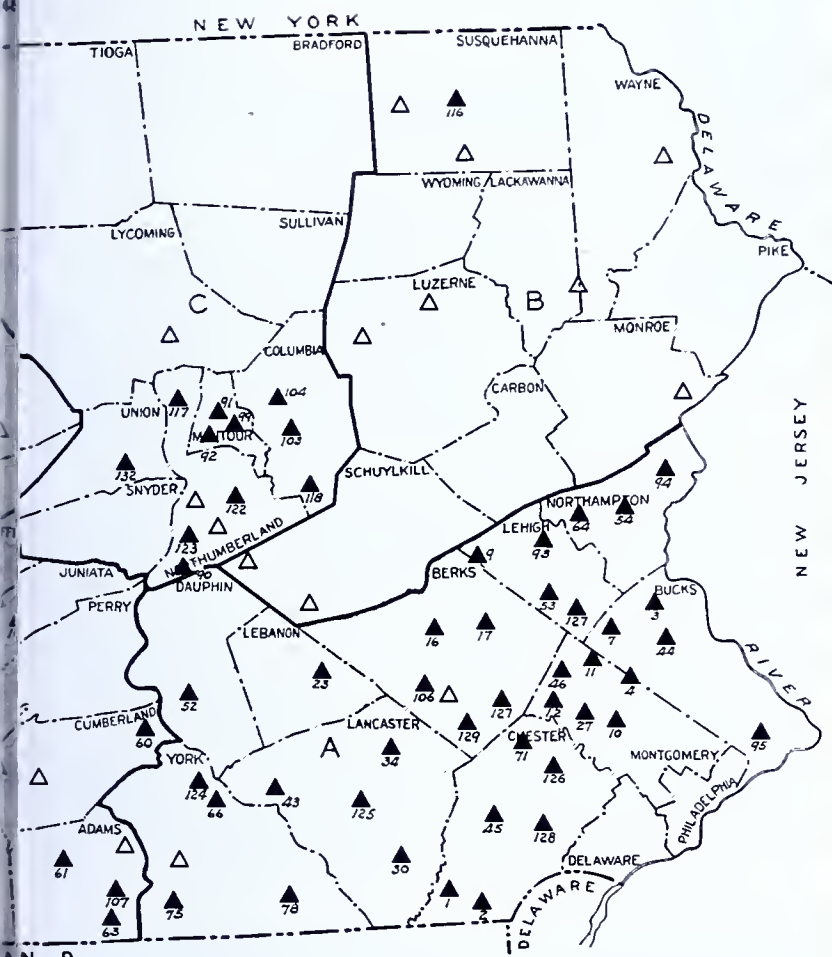 NEW YORK
TIOGA
BRADFORD
SUSQUEHANNA
WAYNE
DELAWARE
116
WYOMING
LACKAWANNA
LYCOMING
SULLIVAN
PIKE
LUZERNE
C
B
MONROE
COLUMBIA
CARBON
UNION
117
91
99
104
MONTOUR
92
103
NEW JERSEY
132
SCHUYLKILL
94
SNYDER
122
118
NORTHAMPTON
64
54
123
NORTHUMBERLAND
LEHIGH
93
90
9
JUNIATA
DAUPHIN
BERKS
PERRY
53
BUCKS
3
127
LEBANON
16
17
7
44
23
11
46
4
52
106
127
12
CUMBERLAND
60
LANCASTER
129
27
10
A
34
CHESTER
71
95
YORK
MONTGOMERY
124
66
43
126
125
PHILADELPHIA
45
128
ADAMS
61
30
DELAWARE
107
75
78
1
2
DELAWARE
63
RIVER